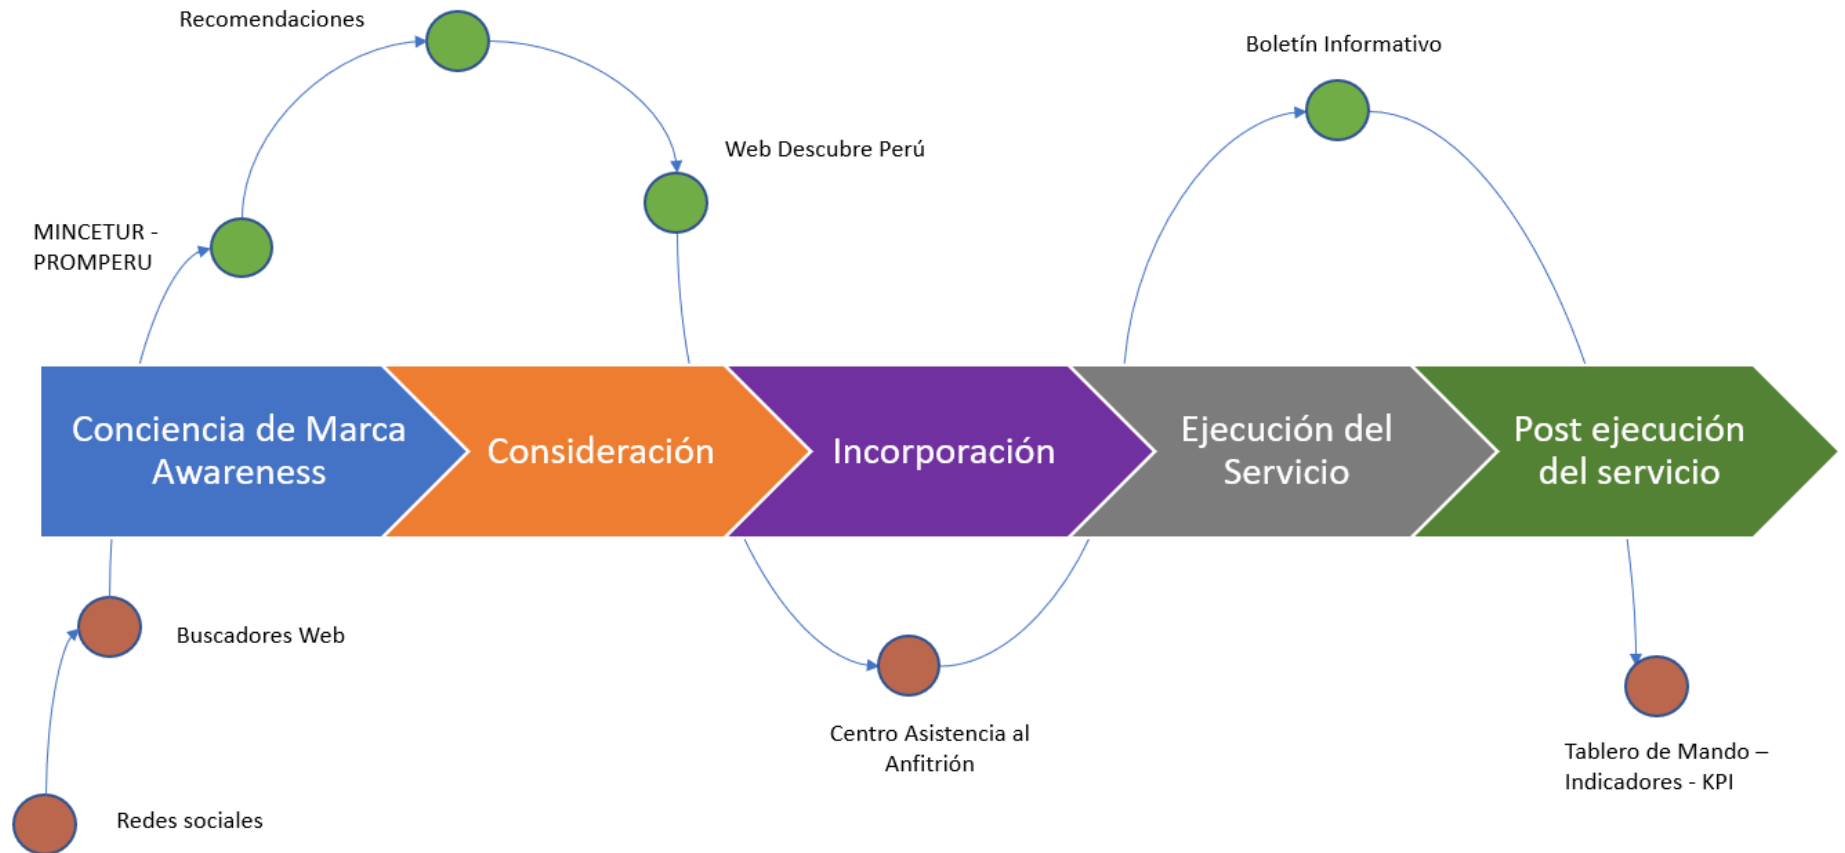 Recomendaciones
Boletín Informativo
Web Descubre Perú
MINCETUR -
PROMPERU
Conciencia de Marca
Awareness
Consideración
Incorporación
Ejecución del
Servicio
Post ejecución
del servicio
Buscadores Web
Centro Asistencia al
Anfitrión
Tablero de Mando –
Indicadores - KPI
Redes sociales